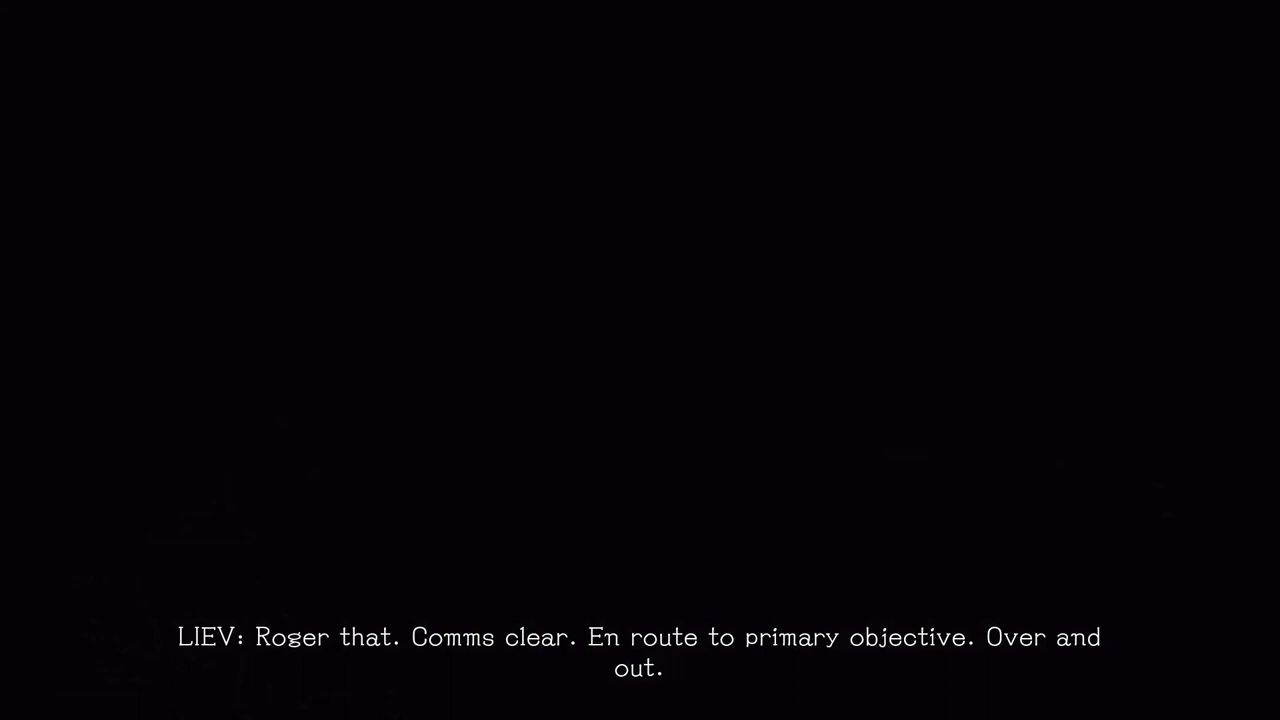 LIEV: Roger that. Comms clear. En route to primary objective. Over and
out.